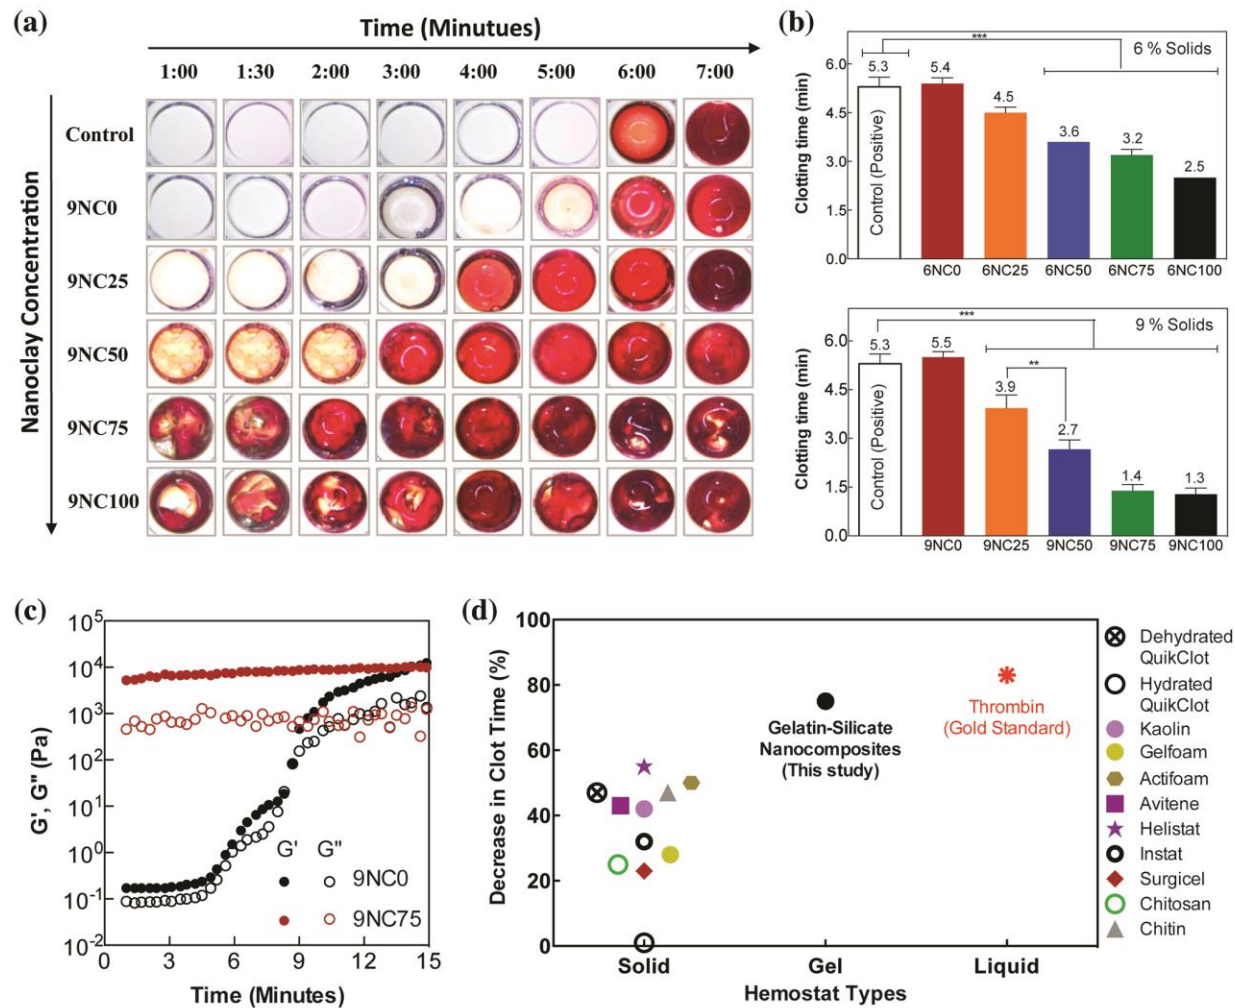 (a)
Time (Minutues)
1:00 1:30 2:00 3:00 4:00 5:00 6:00 7:00
Nanoclay Concentration
Control
9NC0
9NC25
9NC50
9NC75
9NC100
(b)
6 % Solids
***
Clotting time (min)
6.0
4.5
3.0
1.5
0.0
5.3
5.4
4.5
3.6
3.2
2.5
Control (Positive)
6NC0 6NC25 6NC50 6NC75 6NC100
9 % Solids
***
**
Clotting time (min)
6.0
4.5
3.0
1.5
0.0
5.3
5.5
3.9
2.7
1.4
1.3
Control (Positive)
9NC0 9NC25 9NC50 9NC75 9NC100
(c)
G', G" (Pa)
10⁵
10⁴
10³
10²
10¹
10⁰
10⁻¹
10⁻²
G' G"
9NC0
9NC75
0 3 6 9 12 15
Time (Minutes)
(d)
Decrease in Clot Time (%)
100
80
60
40
20
0
Gelatin-Silicate
Nanocomposites
(This study)
Thrombin
(Gold Standard)
Solid Gel Liquid
Hemostat Types
Dehydrated
QuikClot
Hydrated
QuikClot
Kaolin
Gelfoam
Actifoam
Avitene
Helistat
Instat
Surgicel
Chitosan
Chitin